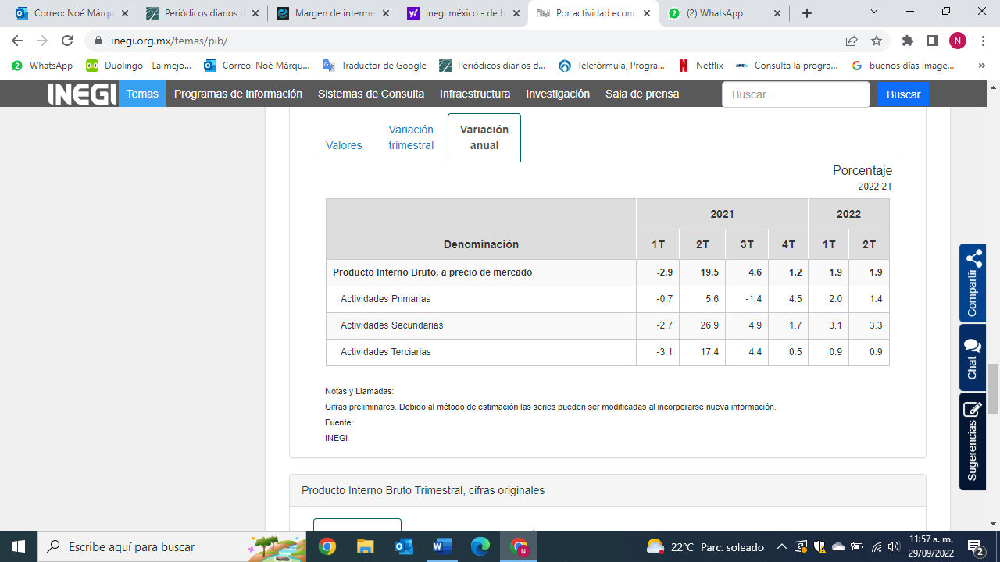 Correo: Noé Márqu
Periódicos diarios d
Margen de interme
inegi méxico - de b
Por actividad econó
(2) WhatsApp
inegi.org.mx/temas/pib/
N
WhatsApp
Duolingo - La mejo...
Correo: Noé Márqu...
Traductor de Google
Periódicos diarios d...
Telefórmula, Progra...
Netflix
Consulta la progra...
buenos días image...
»
INEGI
Temas
Programas de información
Sistemas de Consulta
Infraestructura
Investigación
Sala de prensa
Buscar...
Buscar
Valores
Variación trimestral
Variación anual
Porcentaje
2022 2T
Denominación 2021 2022
1T 2T 3T 4T 1T 2T
Producto Interno Bruto, a precio de mercado -2.9 19.5 4.6 1.2 1.9 1.9
Actividades Primarias -0.7 5.6 -1.4 4.5 2.0 1.4
Actividades Secundarias -2.7 26.9 4.9 1.7 3.1 3.3
Actividades Terciarias -3.1 17.4 4.4 0.5 0.9 0.9
Notas y Llamadas:
Cifras preliminares. Debido al método de estimación las series pueden ser modificadas al incorporarse nueva información.
Fuente:
INEGI
Producto Interno Bruto Trimestral, cifras originales
Compartir
Chat
Sugerencias
Escribe aquí para buscar
22°C Parc. soleado
11:57 a. m.
29/09/2022
2